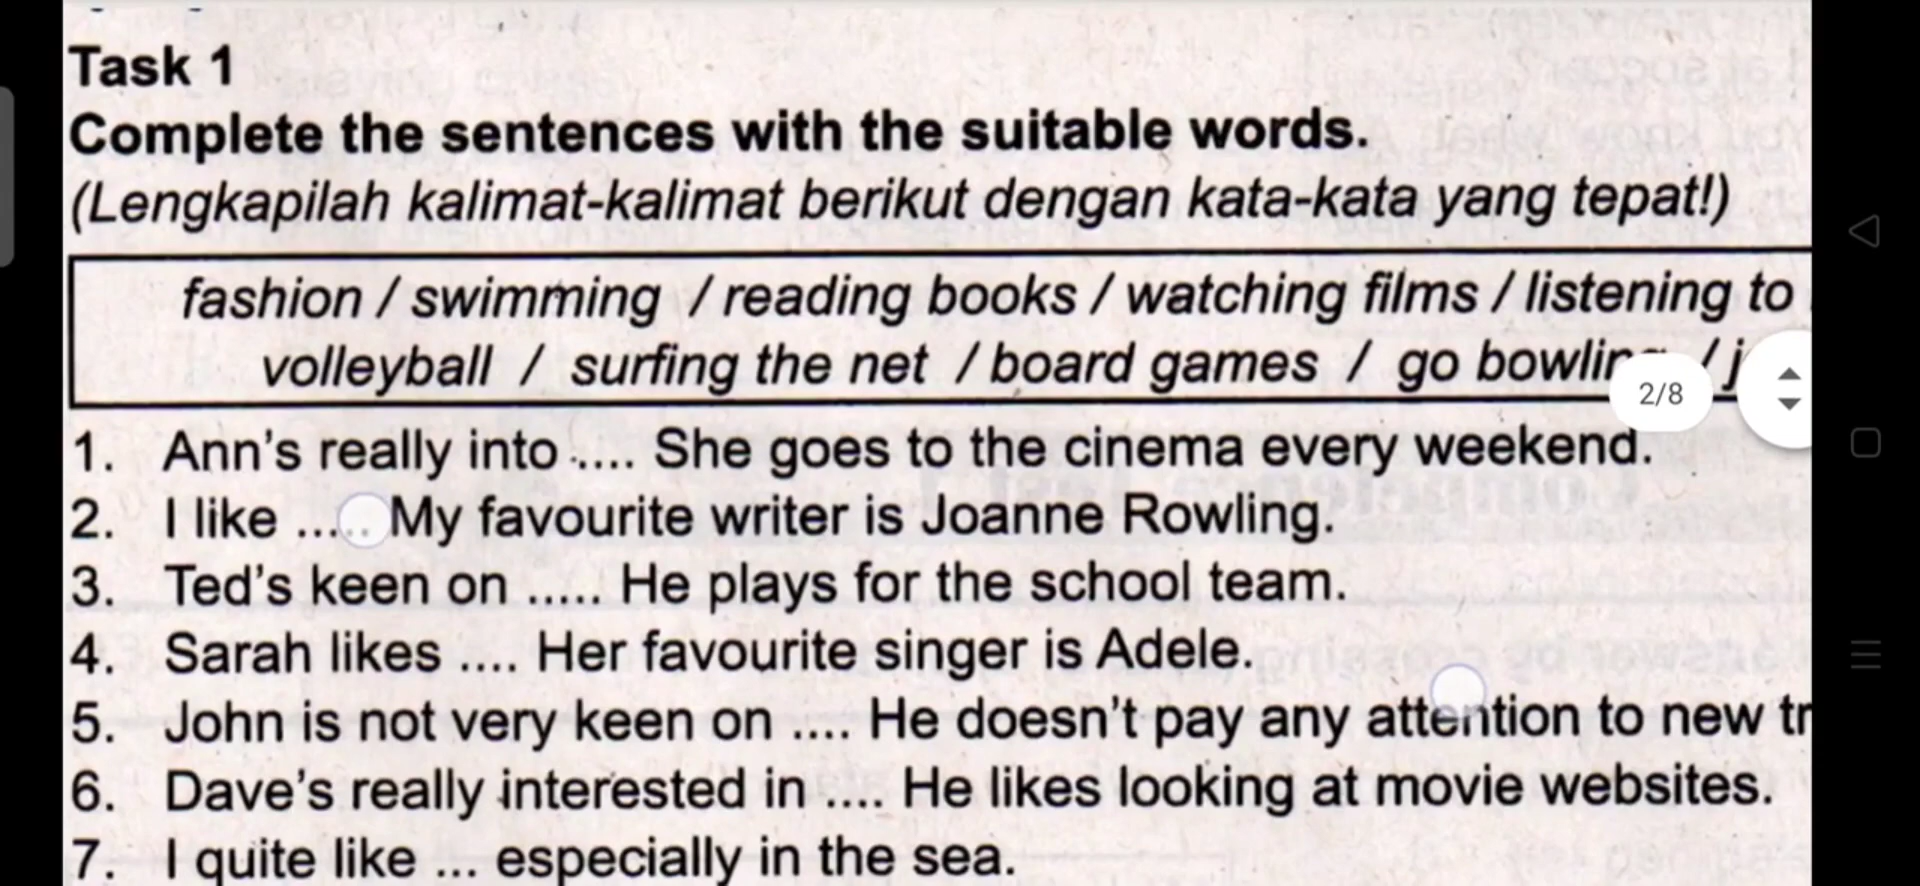 Task 1
Complete the sentences with the suitable words.
(Lengkapilah kalimat-kalimat berikut dengan kata-kata yang tepat!)
fashion / swimming / reading books / watching films / listening to
volleyball / surfing the net / board games / go bowling / j
2/8
1. Ann's really into .... She goes to the cinema every weekend.
2. I like ..... My favourite writer is Joanne Rowling.
3. Ted's keen on ..... He plays for the school team.
4. Sarah likes .... Her favourite singer is Adele.
5. John is not very keen on .... He doesn't pay any attention to new tr
6. Dave's really interested in .... He likes looking at movie websites.
7. I quite like ... especially in the sea.